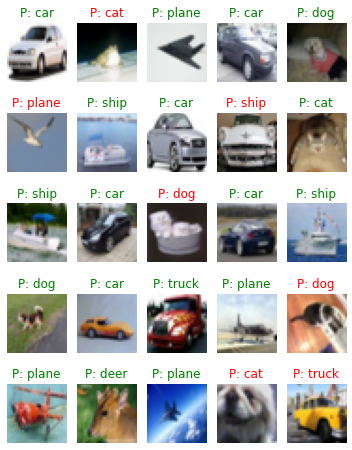 P: car P: cat P: plane P: car P: dog
P: plane P: ship P: car P: ship P: cat
P: ship P: car P: dog P: car P: ship
P: dog P: car P: truck P: plane P: dog
P: plane P: deer P: plane P: cat P: truck